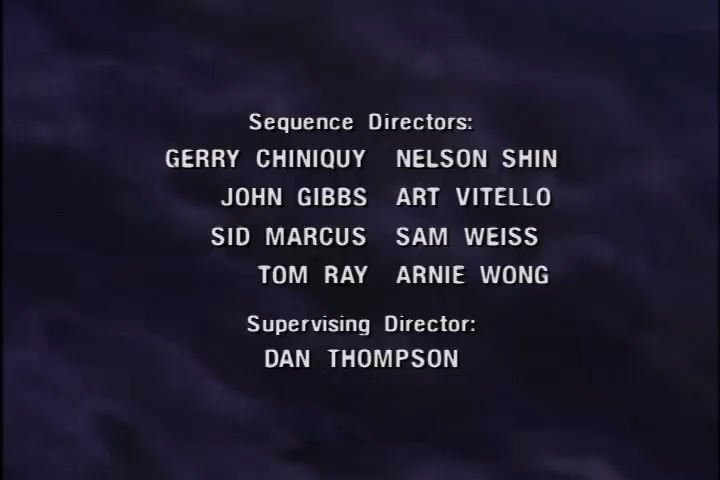 Sequence Directors:
GERRY CHINIQUY NELSON SHIN
JOHN GIBBS ART VITELLO
SID MARCUS SAM WEISS
TOM RAY ARNIE WONG
Supervising Director:
DAN THOMPSON